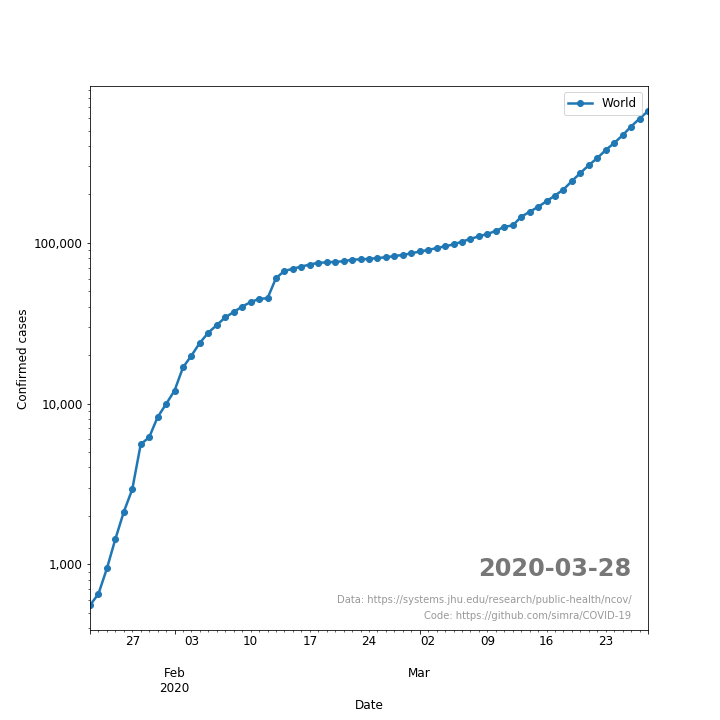 World
100,000
10,000
1,000
Confirmed cases
2020-03-28
Data: https://systems.jhu.edu/research/public-health/ncov/
Code: https://github.com/simra/COVID-19
27 03 10 17 24 02 09 16 23
Feb Mar
2020
Date